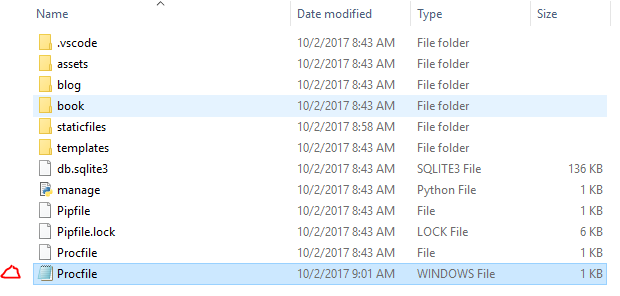 Name Date modified Type Size
.vscode 10/2/2017 8:43 AM File folder
assets 10/2/2017 8:43 AM File folder
blog 10/2/2017 8:43 AM File folder
book 10/2/2017 8:43 AM File folder
staticfiles 10/2/2017 8:58 AM File folder
templates 10/2/2017 8:43 AM File folder
db.sqlite3 10/2/2017 8:43 AM SQLITE3 File 136 KB
manage 10/2/2017 8:43 AM Python File 1 KB
Pipfile 10/2/2017 8:43 AM File 1 KB
Pipfile.lock 10/2/2017 8:43 AM LOCK File 6 KB
Procfile 10/2/2017 8:43 AM File 1 KB
Procfile 10/2/2017 9:01 AM WINDOWS File 1 KB